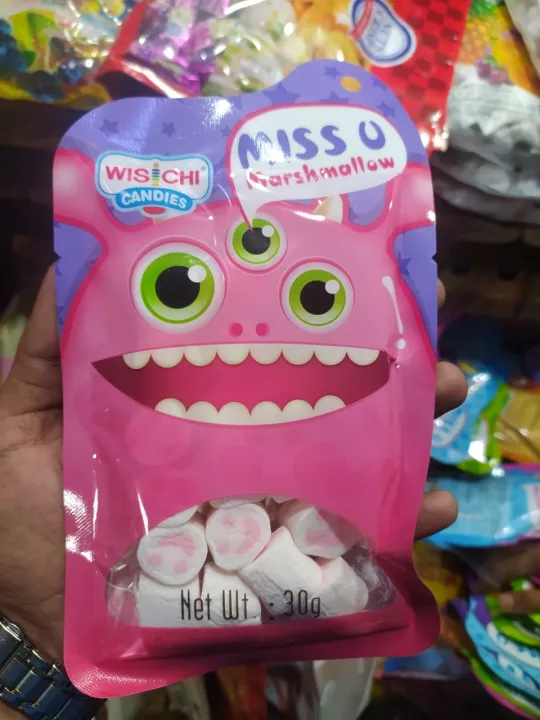 MISS U
Marshmallow
WISICHI
CANDIES
Net Wt. : 30g